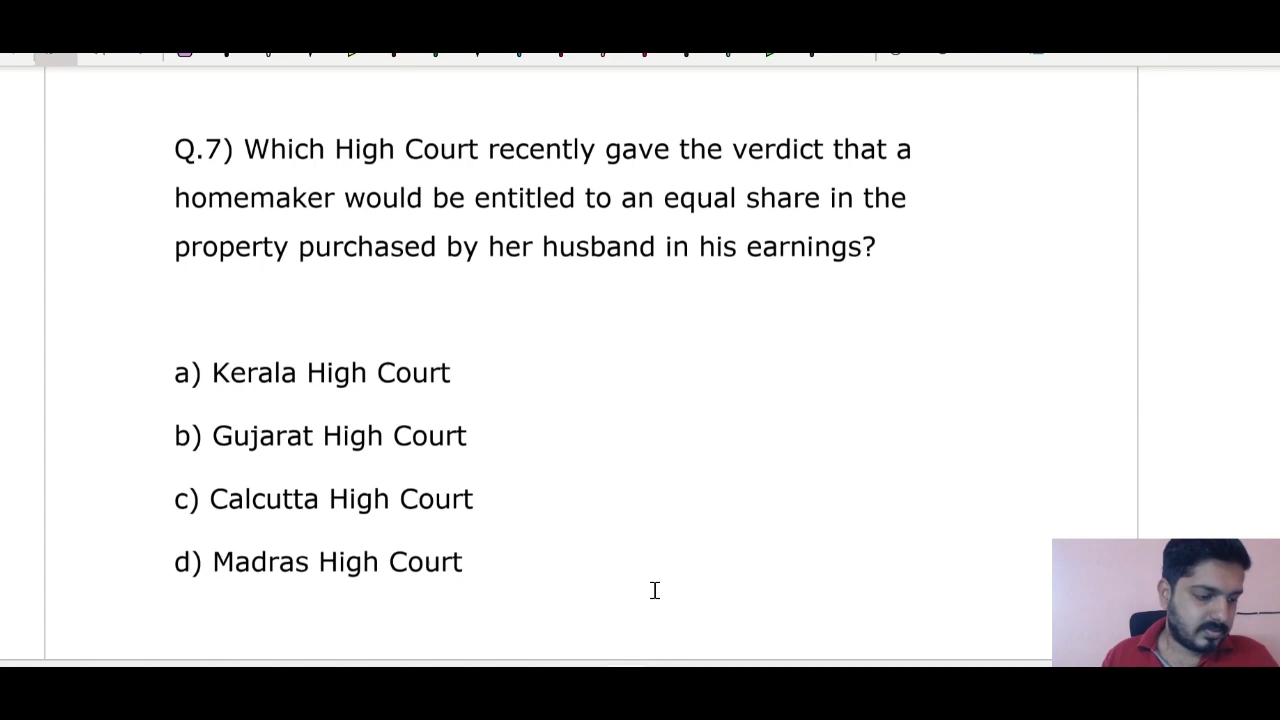 Q.7) Which High Court recently gave the verdict that a
homemaker would be entitled to an equal share in the
property purchased by her husband in his earnings?
a) Kerala High Court
b) Gujarat High Court
c) Calcutta High Court
d) Madras High Court